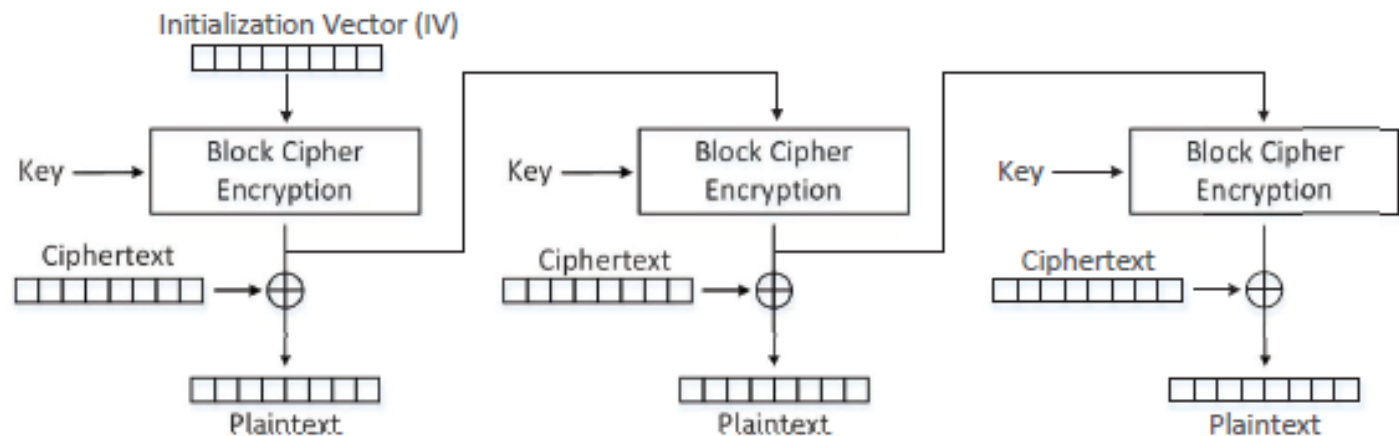 Initialization Vector (IV)
Key
Block Cipher
Encryption
Key
Block Cipher
Encryption
Key
Block Cipher
Encryption
Ciphertext
Ciphertext
Ciphertext
Plaintext
Plaintext
Plaintext